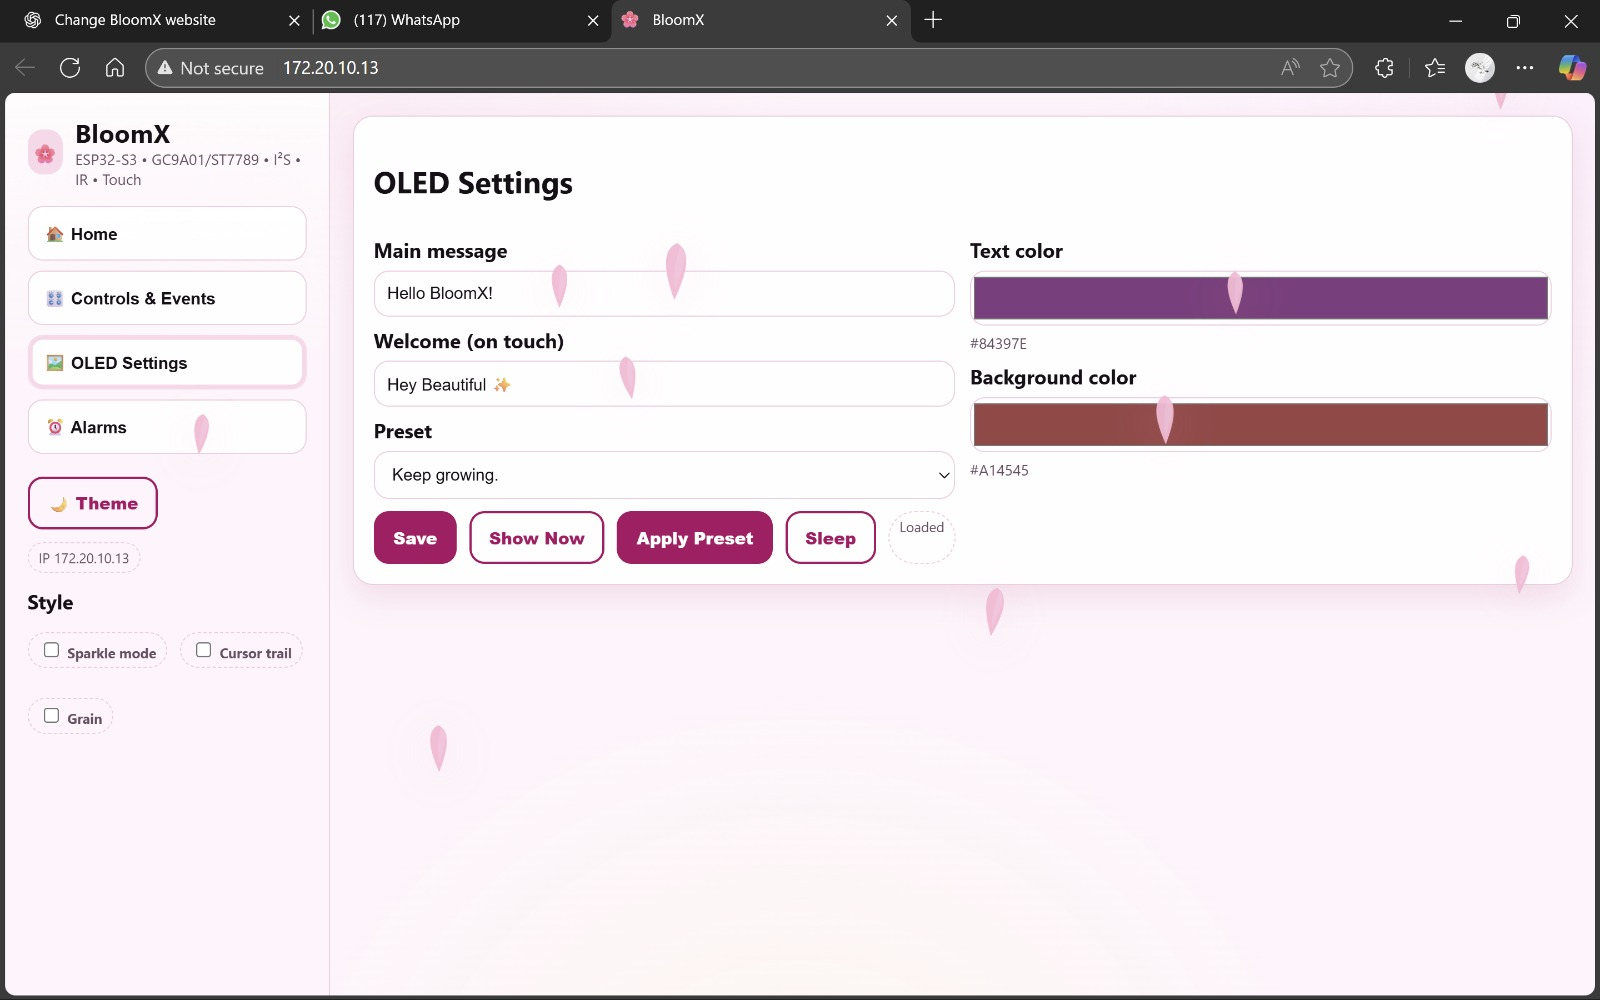 Change BloomX website
(117) WhatsApp
BloomX
Not secure 172.20.10.13
BloomX
ESP32-S3 • GC9A01/ST7789 • I²S •
IR • Touch
Home
Controls & Events
OLED Settings
Alarms
Theme
IP 172.20.10.13
Style
Sparkle mode
Cursor trail
Grain
OLED Settings
Main message
Hello BloomX!
Welcome (on touch)
Hey Beautiful ✨
Preset
Keep growing.
Save
Show Now
Apply Preset
Sleep
Loaded
Text color
#84397E
Background color
#A14545